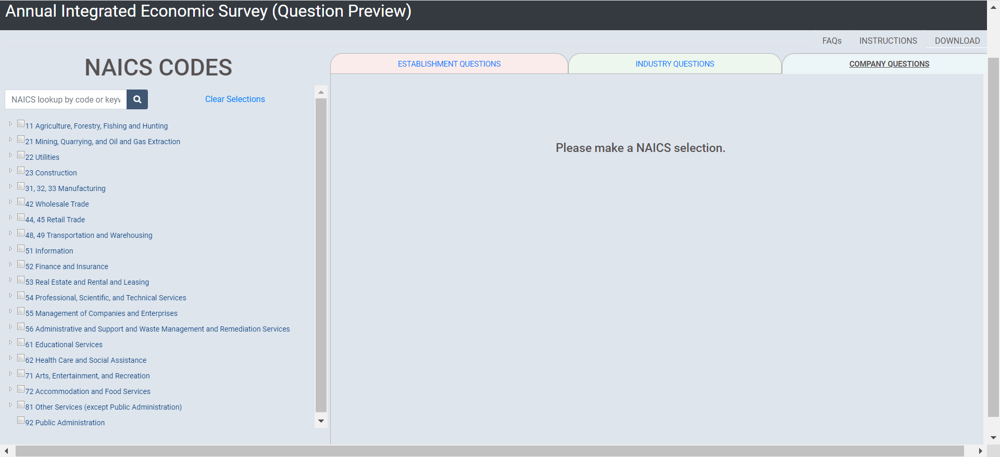 Annual Integrated Economic Survey (Question Preview)
FAQs INSTRUCTIONS DOWNLOAD
NAICS CODES
ESTABLISHMENT QUESTIONS
INDUSTRY QUESTIONS
COMPANY QUESTIONS
NAICS lookup by code or
Clear Selections
11 Agriculture, Forestry, Fishing and Hunting
21 Mining, Quarrying, and Oil and Gas Extraction
22 Utilities
23 Construction
31, 32, 33 Manufacturing
42 Wholesale Trade
44, 45 Retail Trade
48, 49 Transportation and Warehousing
51 Information
52 Finance and Insurance
53 Real Estate and Rental and Leasing
54 Professional, Scientific, and Technical Services
55 Management of Companies and Enterprises
56 Administrative and Support and Waste Management and Remediation Services
61 Educational Services
62 Health Care and Social Assistance
71 Arts, Entertainment, and Recreation
72 Accommodation and Food Services
81 Other Services (except Public Administration)
92 Public Administration
Please make a NAICS selection.